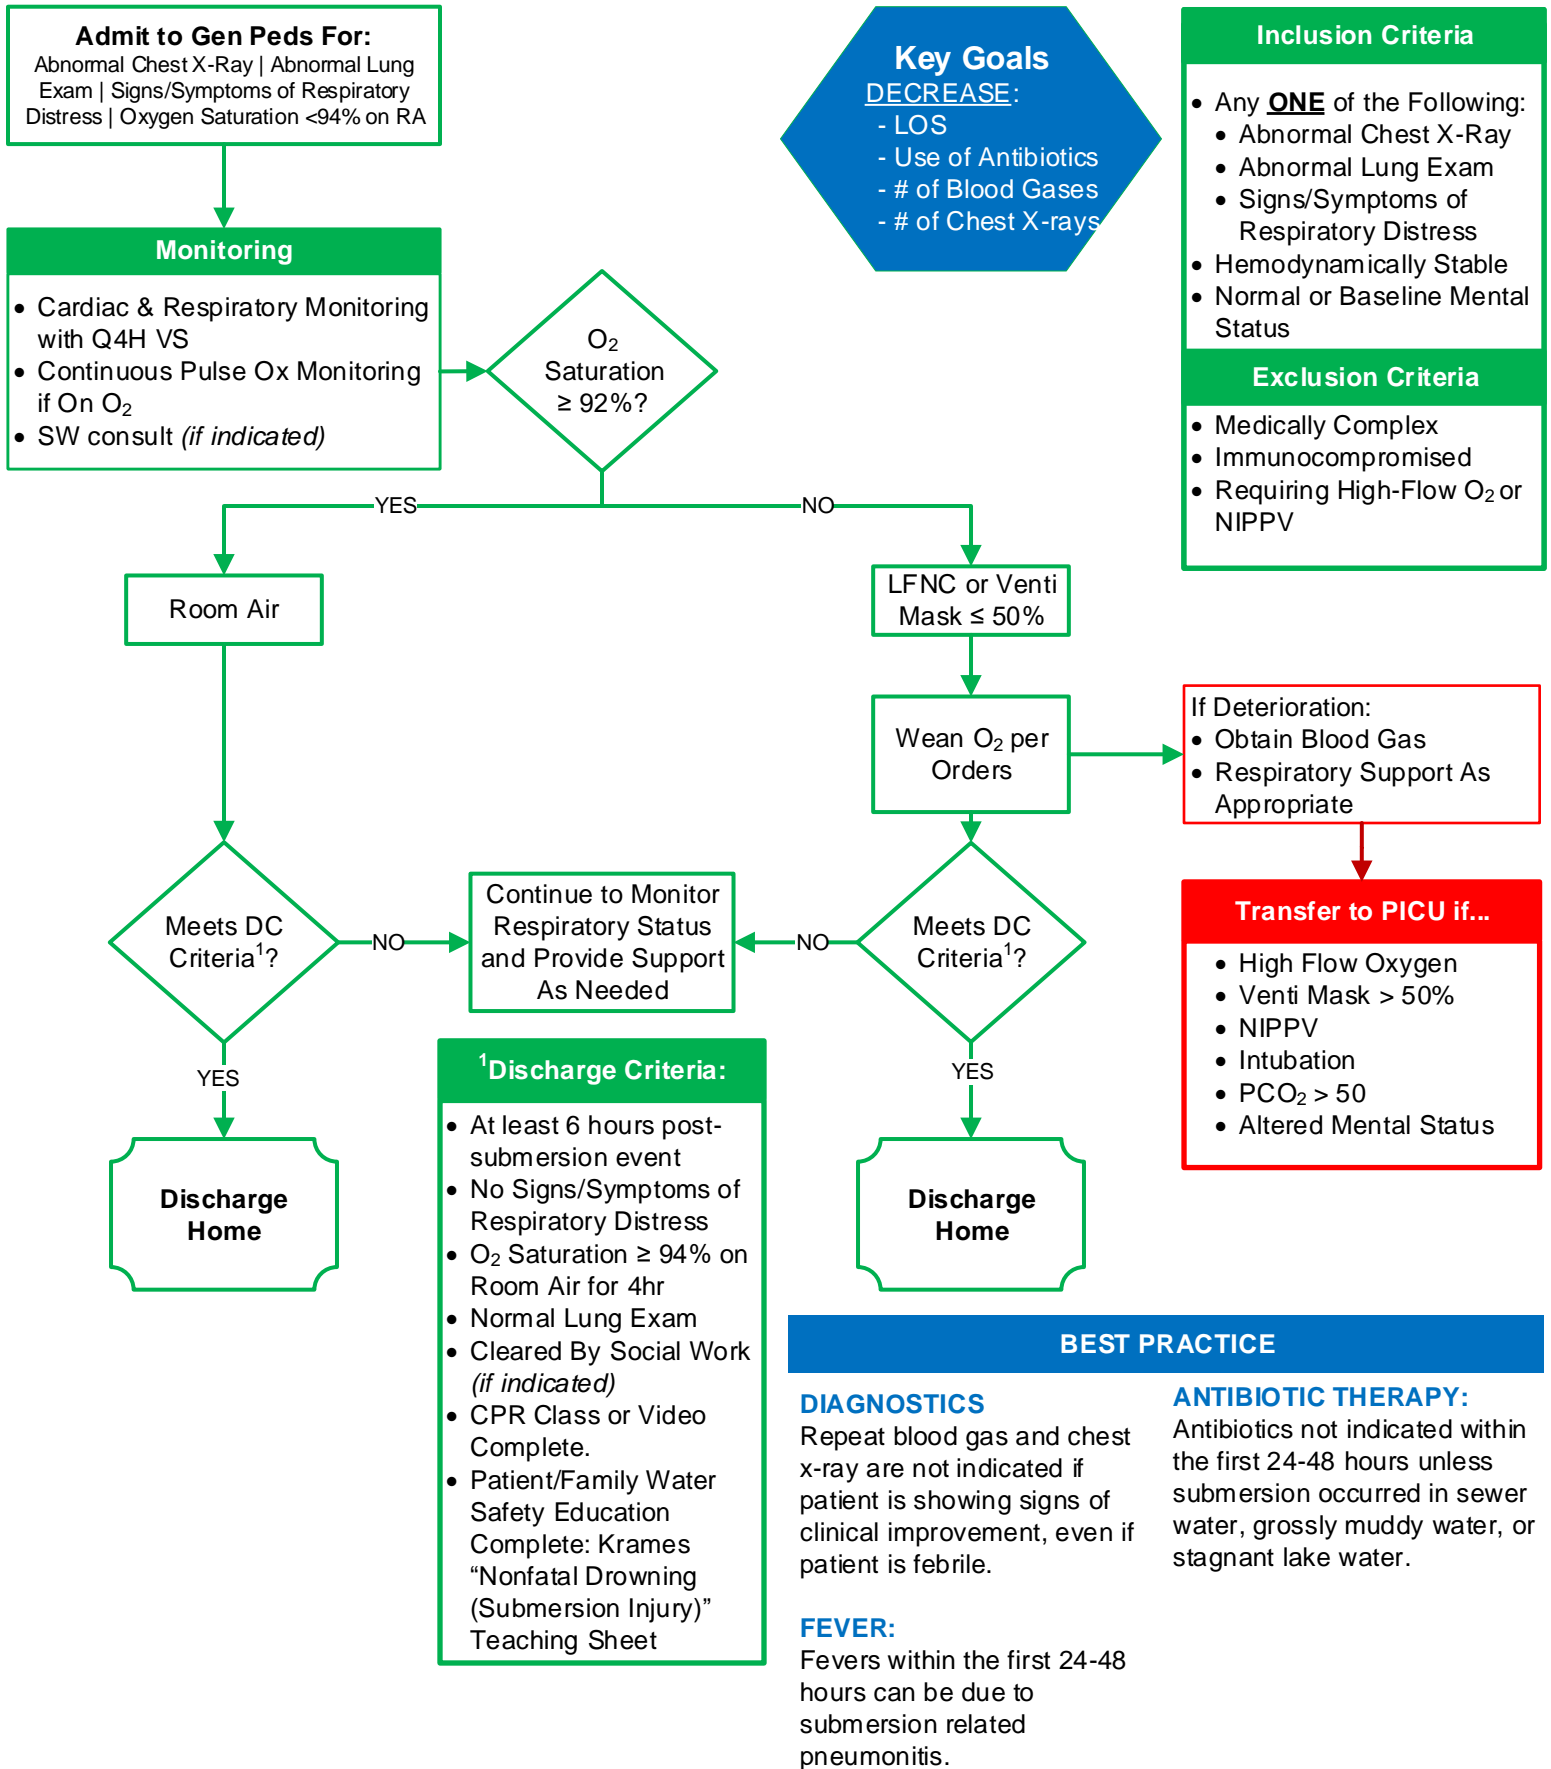 Admit to Gen Peds For:
Abnormal Chest X-Ray | Abnormal Lung
Exam | Signs/Symptoms of Respiratory
Distress | Oxygen Saturation <94% on RA
Key Goals
DECREASE:
- LOS
- Use of Antibiotics
- # of Blood Gases
- # of Chest X-rays
Inclusion Criteria
• Any ONE of the Following:
• Abnormal Chest X-Ray
• Abnormal Lung Exam
• Signs/Symptoms of
Respiratory Distress
• Hemodynamically Stable
• Normal or Baseline Mental
Status
Exclusion Criteria
• Medically Complex
• Immunocompromised
• Requiring High-Flow O₂ or
NIPPV
Monitoring
• Cardiac & Respiratory Monitoring
with Q4H VS
• Continuous Pulse Ox Monitoring
if On O₂
• SW consult (if indicated)
O₂
Saturation
≥ 92%?
YES
NO
Room Air
LFNC or Venti
Mask ≤ 50%
Wean O₂ per
Orders
If Deterioration:
• Obtain Blood Gas
• Respiratory Support As
Appropriate
Transfer to PICU if...
• High Flow Oxygen
• Venti Mask > 50%
• NIPPV
• Intubation
• PCO₂ > 50
• Altered Mental Status
Meets DC
Criteria¹?
NO
Continue to Monitor
Respiratory Status
and Provide Support
As Needed
NO
Meets DC
Criteria¹?
YES
YES
Discharge
Home
Discharge
Home
¹Discharge Criteria:
• At least 6 hours post-
submersion event
• No Signs/Symptoms of
Respiratory Distress
• O₂ Saturation ≥ 94% on
Room Air for 4hr
• Normal Lung Exam
• Cleared By Social Work
(if indicated)
• CPR Class or Video
Complete.
• Patient/Family Water
Safety Education
Complete: Krames
“Nonfatal Drowning
(Submersion Injury)”
Teaching Sheet
BEST PRACTICE
DIAGNOSTICS
Repeat blood gas and chest
x-ray are not indicated if
patient is showing signs of
clinical improvement, even if
patient is febrile.
FEVER:
Fevers within the first 24-48
hours can be due to
submersion related
pneumonitis.
ANTIBIOTIC THERAPY:
Antibiotics not indicated within
the first 24-48 hours unless
submersion occurred in sewer
water, grossly muddy water, or
stagnant lake water.